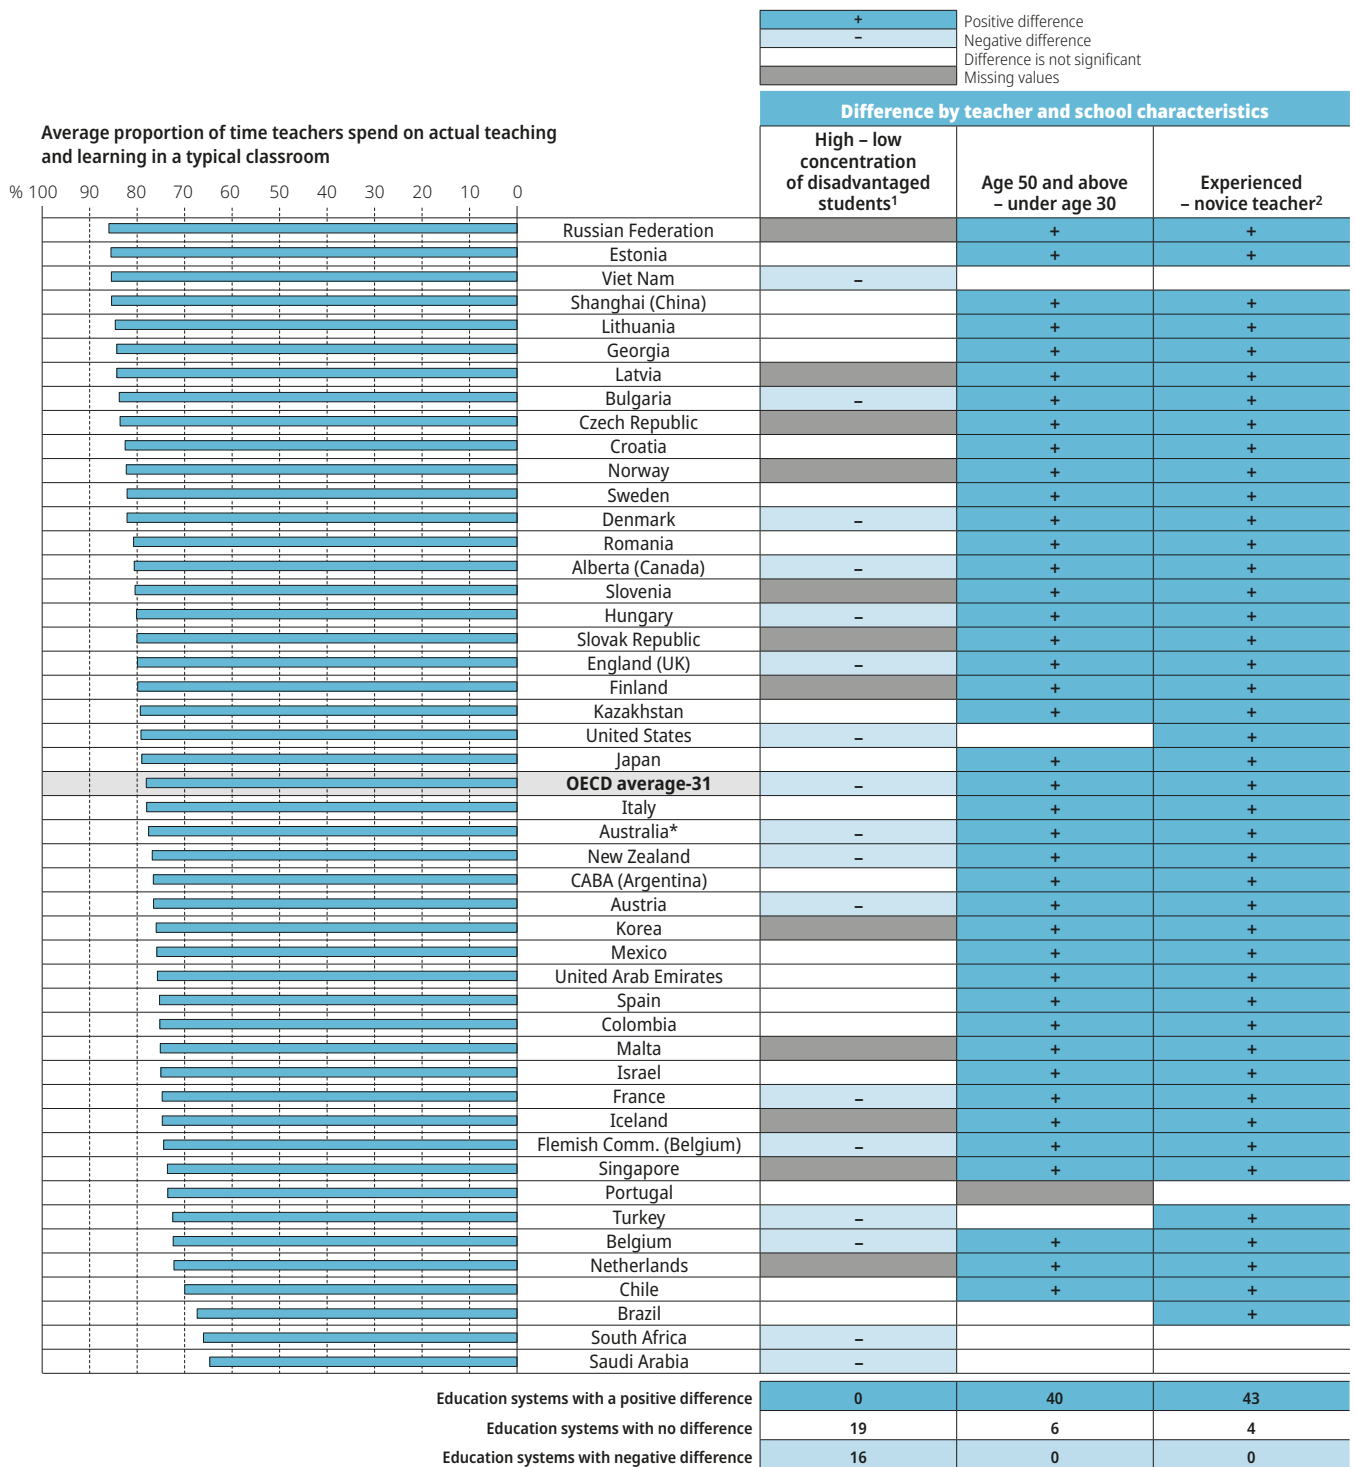 + Positive difference
– Negative difference
Difference is not significant
Missing values
Difference by teacher and school characteristics
Average proportion of time teachers spend on actual teaching
and learning in a typical classroom
High – low
concentration
of disadvantaged
students1
Age 50 and above
– under age 30
Experienced
– novice teacher2
% 100 90 80 70 60 50 40 30 20 10 0
Russian Federation + +
Estonia + +
Viet Nam –
Shanghai (China) + +
Lithuania + +
Georgia + +
Latvia + +
Bulgaria – + +
Czech Republic + +
Croatia + +
Norway + +
Sweden + +
Denmark – + +
Romania + +
Alberta (Canada) – + +
Slovenia + +
Hungary – + +
Slovak Republic + +
England (UK) – + +
Finland + +
Kazakhstan + +
United States – +
Japan + +
OECD average-31 – + +
Italy + +
Australia* – + +
New Zealand – + +
CABA (Argentina) + +
Austria – + +
Korea + +
Mexico + +
United Arab Emirates + +
Spain + +
Colombia + +
Malta + +
Israel + +
France – + +
Iceland + +
Flemish Comm. (Belgium) – + +
Singapore + +
Portugal
Turkey – +
Belgium – + +
Netherlands + +
Chile + +
Brazil +
South Africa –
Saudi Arabia –
Education systems with a positive difference 0 40 43
Education systems with no difference 19 6 4
Education systems with negative difference 16 0 0